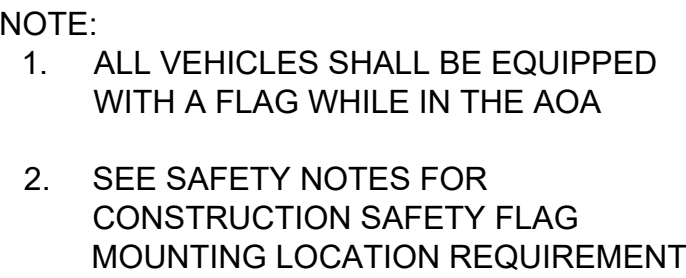 NOTE:
1. ALL VEHICLES SHALL BE EQUIPPED
WITH A FLAG WHILE IN THE AOA
2. SEE SAFETY NOTES FOR
CONSTRUCTION SAFETY FLAG
MOUNTING LOCATION REQUIREMENT